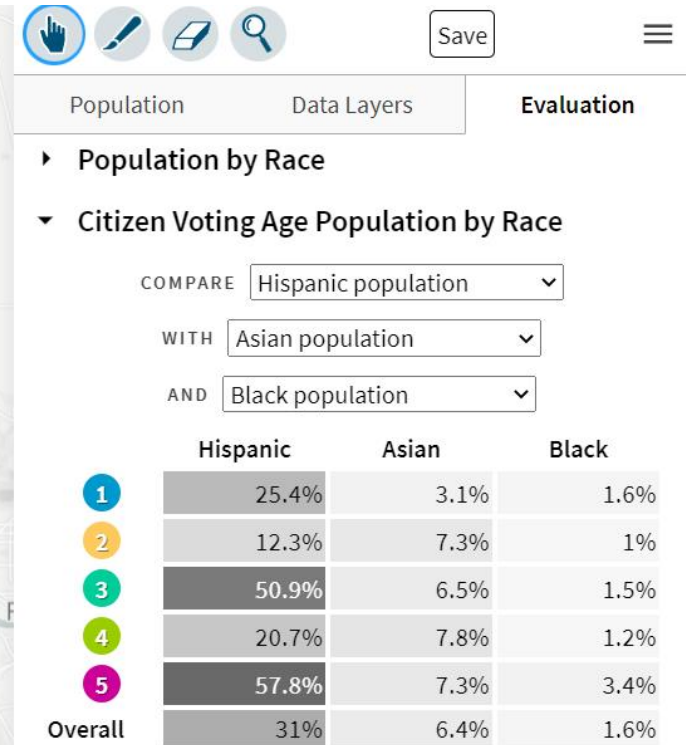 Save
Population Data Layers Evaluation
Population by Race
Citizen Voting Age Population by Race
COMPARE Hispanic population
WITH Asian population
AND Black population
Hispanic Asian Black
1 25.4% 3.1% 1.6%
2 12.3% 7.3% 1%
3 50.9% 6.5% 1.5%
4 20.7% 7.8% 1.2%
5 57.8% 7.3% 3.4%
Overall 31% 6.4% 1.6%